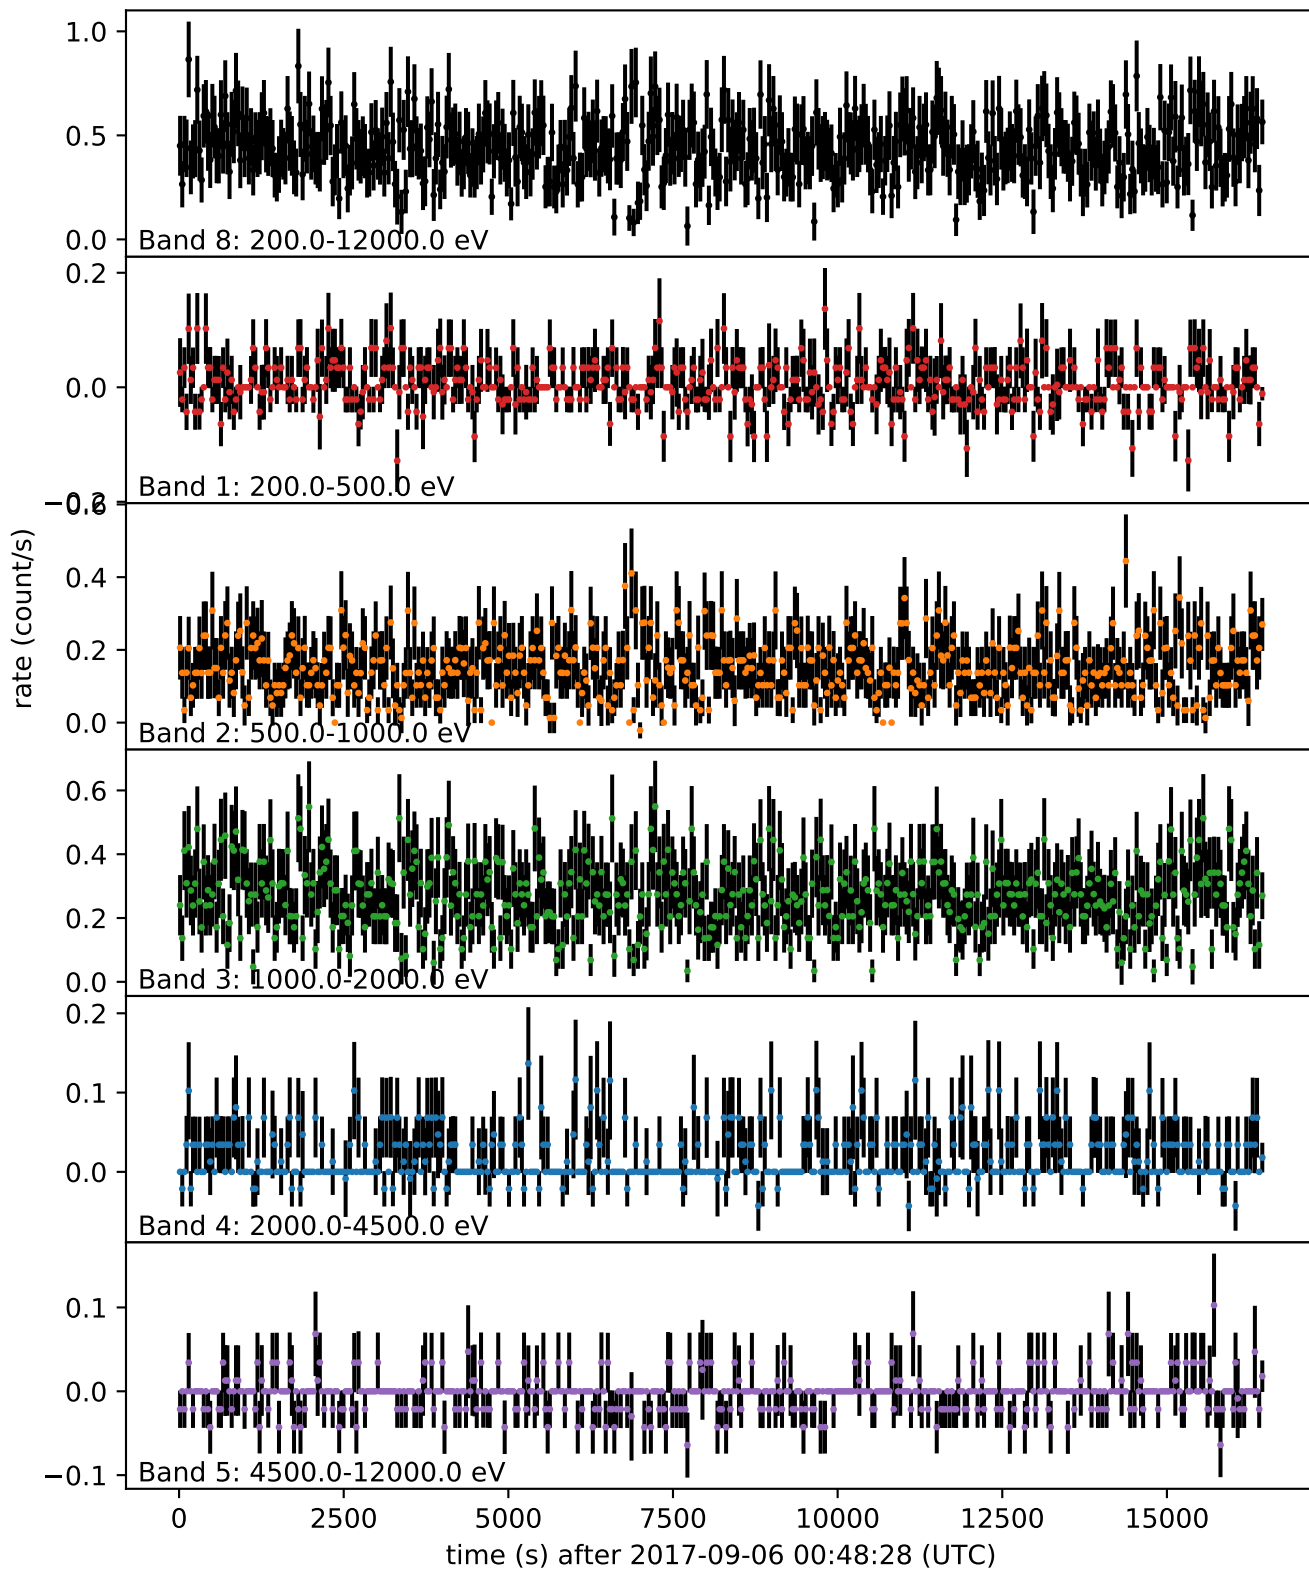 1.0
0.5
0.0
Band 8: 200.0-12000.0 eV
0.2
0.0
−0.2
Band 1: 200.0-500.0 eV
0.6
0.4
0.2
0.0
Band 2: 500.0-1000.0 eV
rate (count/s)
0.6
0.4
0.2
0.0
Band 3: 1000.0-2000.0 eV
0.2
0.1
0.0
Band 4: 2000.0-4500.0 eV
0.1
0.0
−0.1
Band 5: 4500.0-12000.0 eV
0 2500 5000 7500 10000 12500 15000
time (s) after 2017-09-06 00:48:28 (UTC)